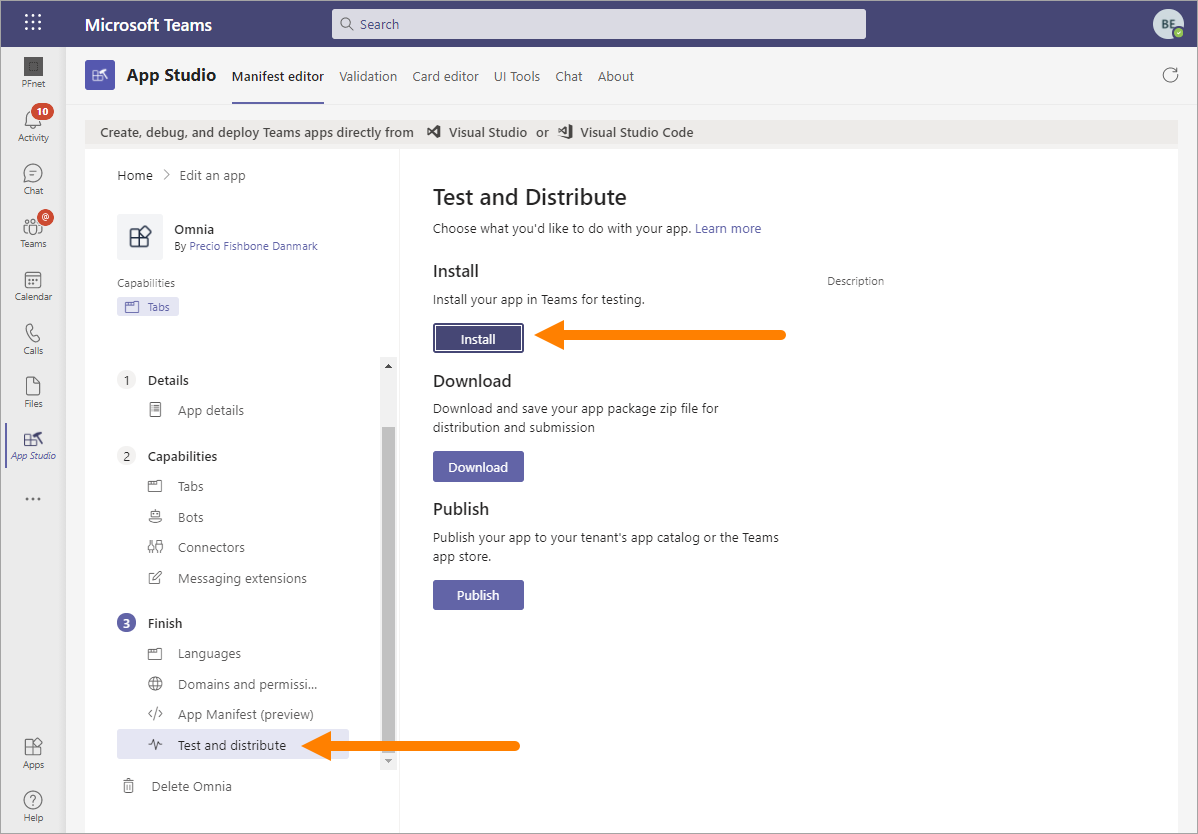 Microsoft Teams
Search
BE
PFnet
10
Activity
Chat
@
Teams
Calendar
Calls
Files
App Studio
Apps
Help
App Studio
Manifest editor
Validation
Card editor
UI Tools
Chat
About
Create, debug, and deploy Teams apps directly from Visual Studio or Visual Studio Code
Home > Edit an app
Omnia
By Precio Fishbone Danmark
Capabilities
Tabs
1 Details
App details
2 Capabilities
Tabs
Bots
Connectors
Messaging extensions
3 Finish
Languages
Domains and permissi...
App Manifest (preview)
Test and distribute
Delete Omnia
Test and Distribute
Choose what you'd like to do with your app. Learn more
Install
Install your app in Teams for testing.
Install
Description
Download
Download and save your app package zip file for
distribution and submission
Download
Publish
Publish your app to your tenant's app catalog or the Teams
app store.
Publish